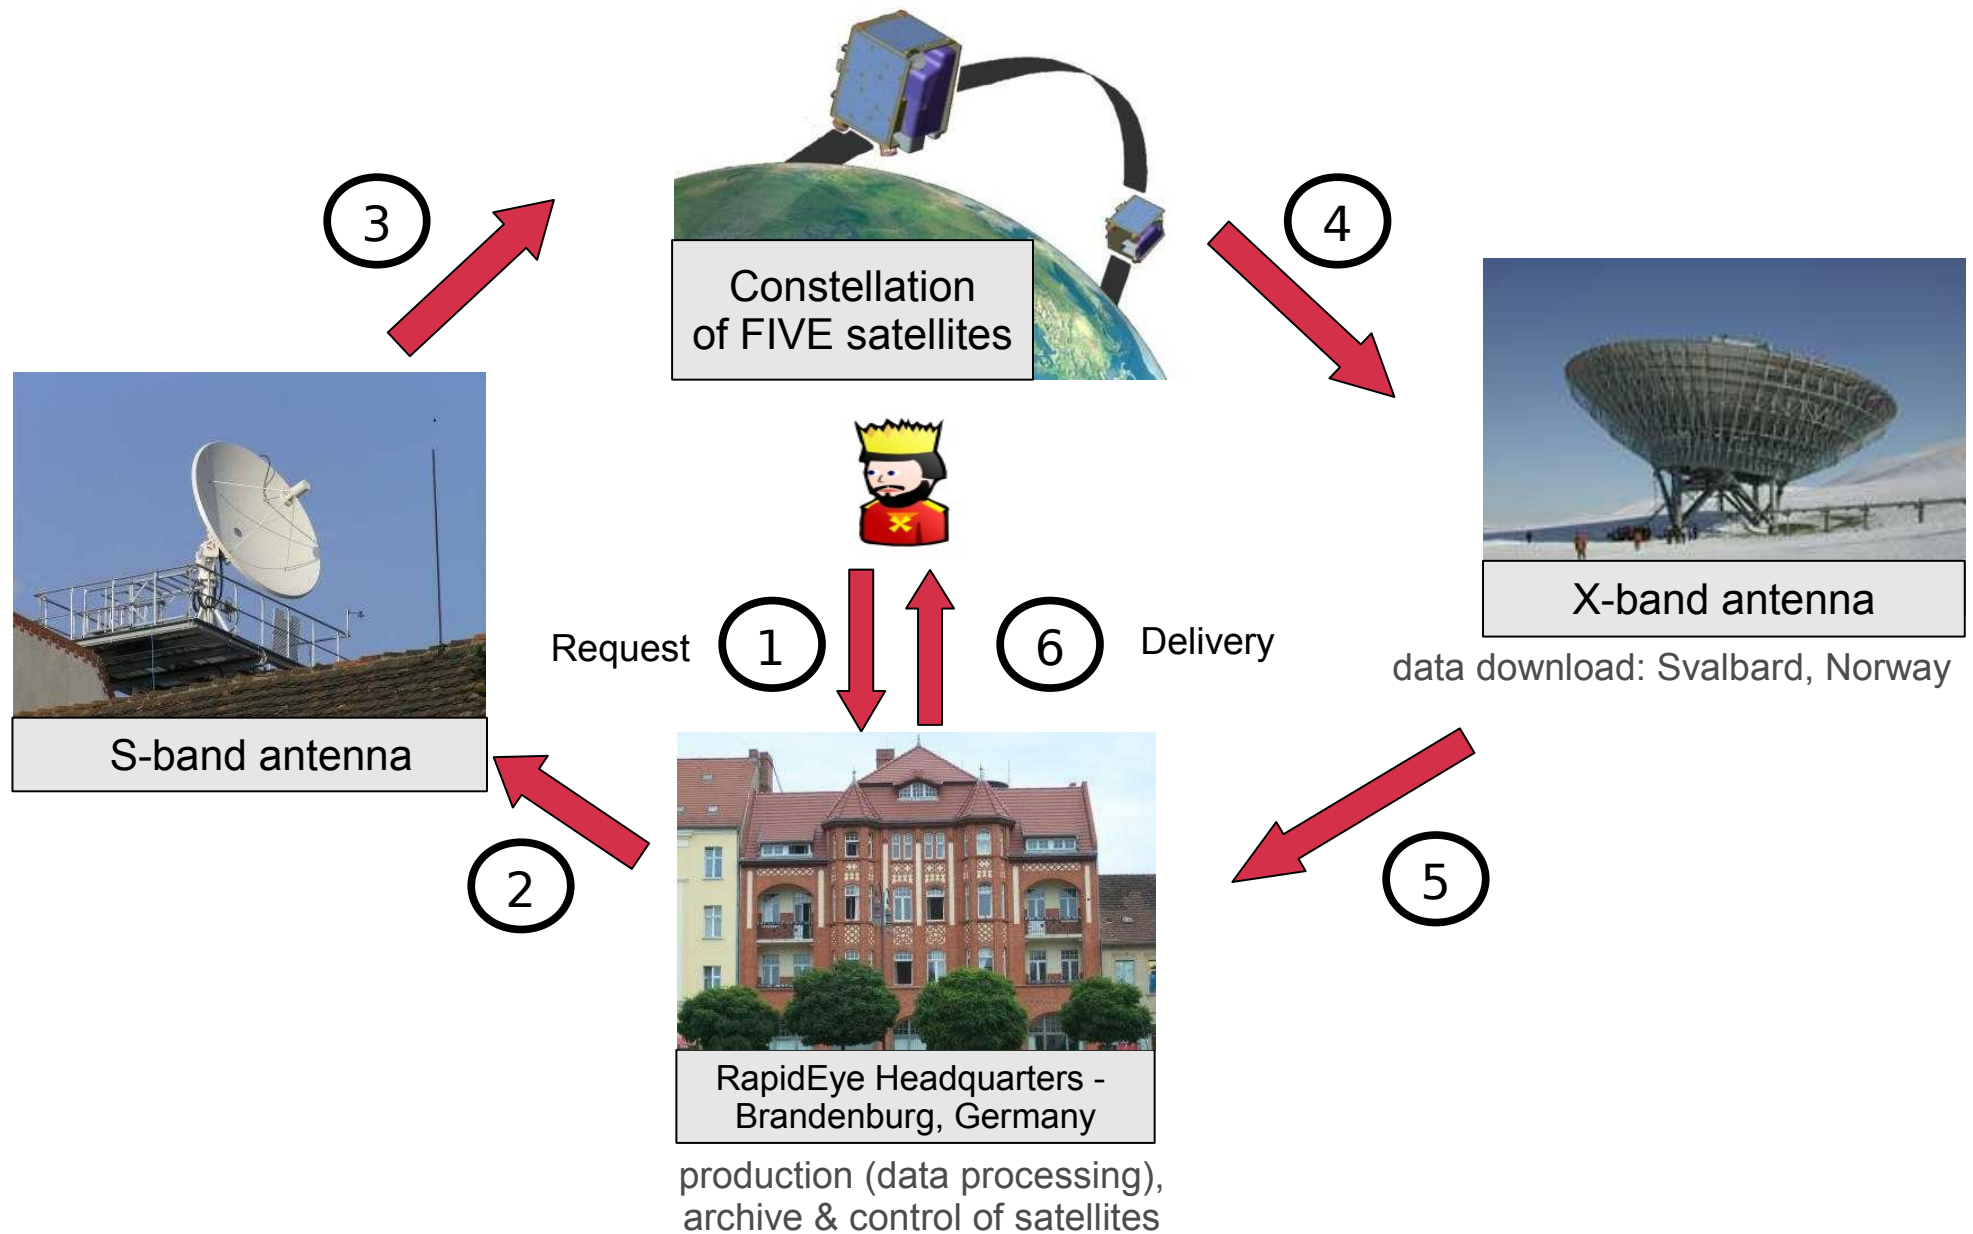 3
4
Constellation
of FIVE satellites
X-band antenna
data download: Svalbard, Norway
Request
1
6
Delivery
S-band antenna
2
5
RapidEye Headquarters -
Brandenburg, Germany
production (data processing),
archive & control of satellites